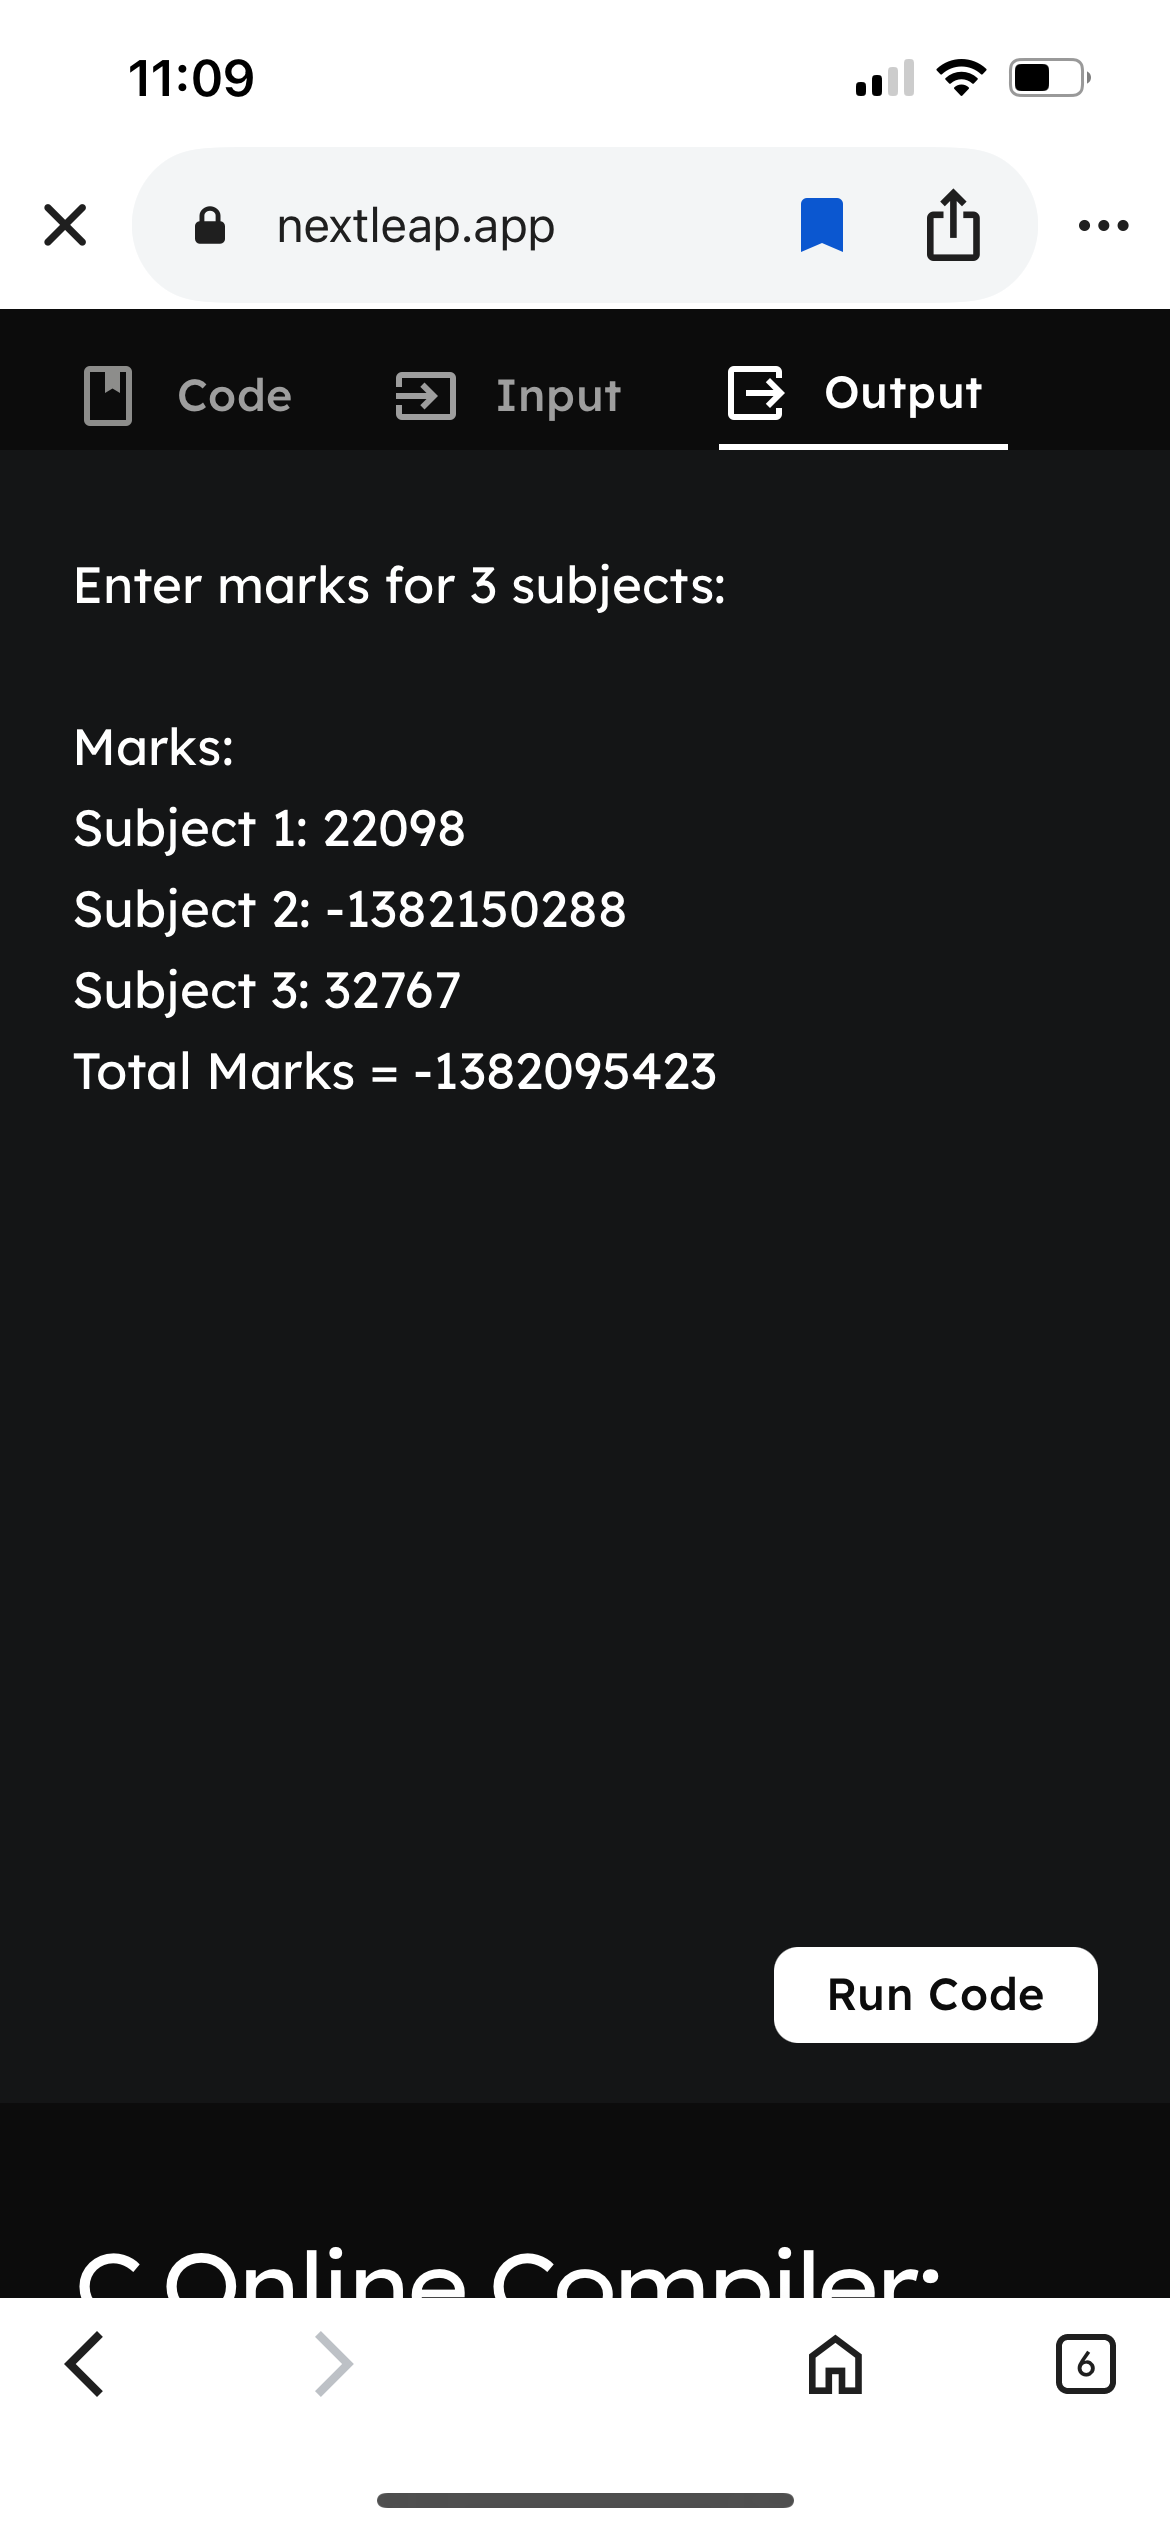 11:09
nextleap.app
Code
Input
Output
Enter marks for 3 subjects:
Marks:
Subject 1: 22098
Subject 2: -1382150288
Subject 3: 32767
Total Marks = -1382095423
Run Code
C Online Compiler:
6